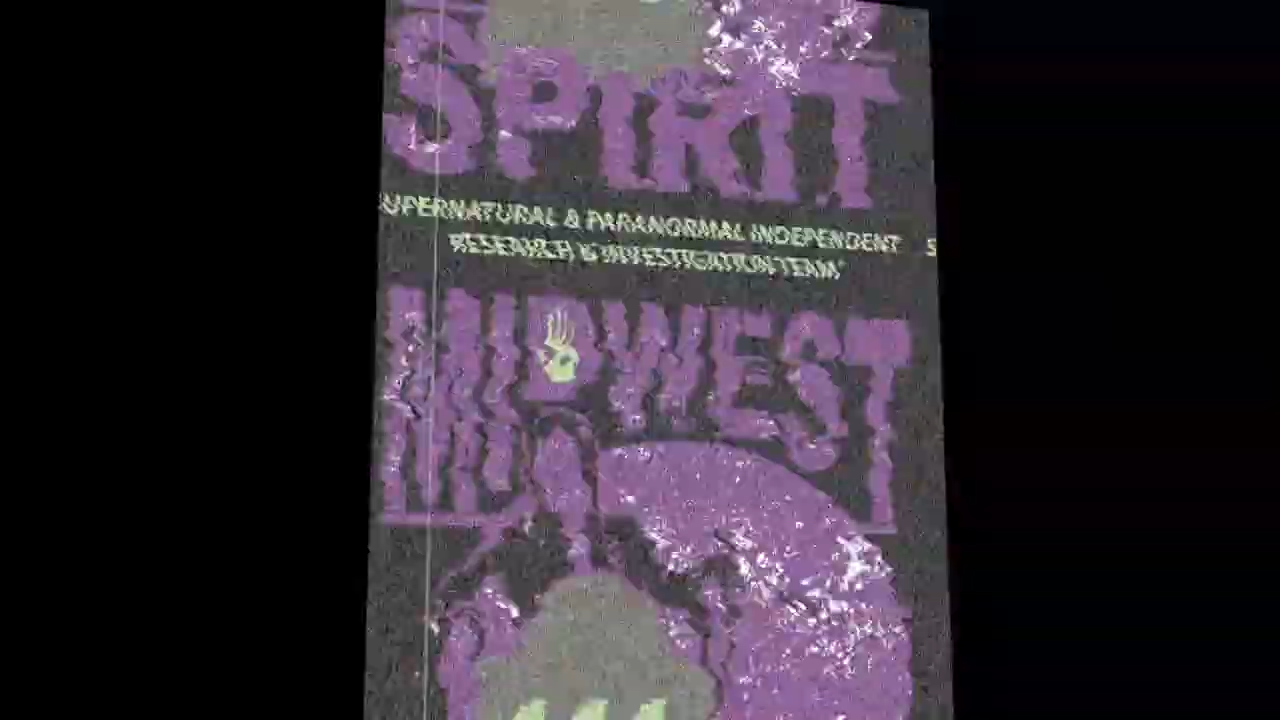 SPIRIT
UPERNATURAL & PARANORMAL INDEPENDENT S
RESEARCH & INVESTIGATION TEAM"
MIDWEST